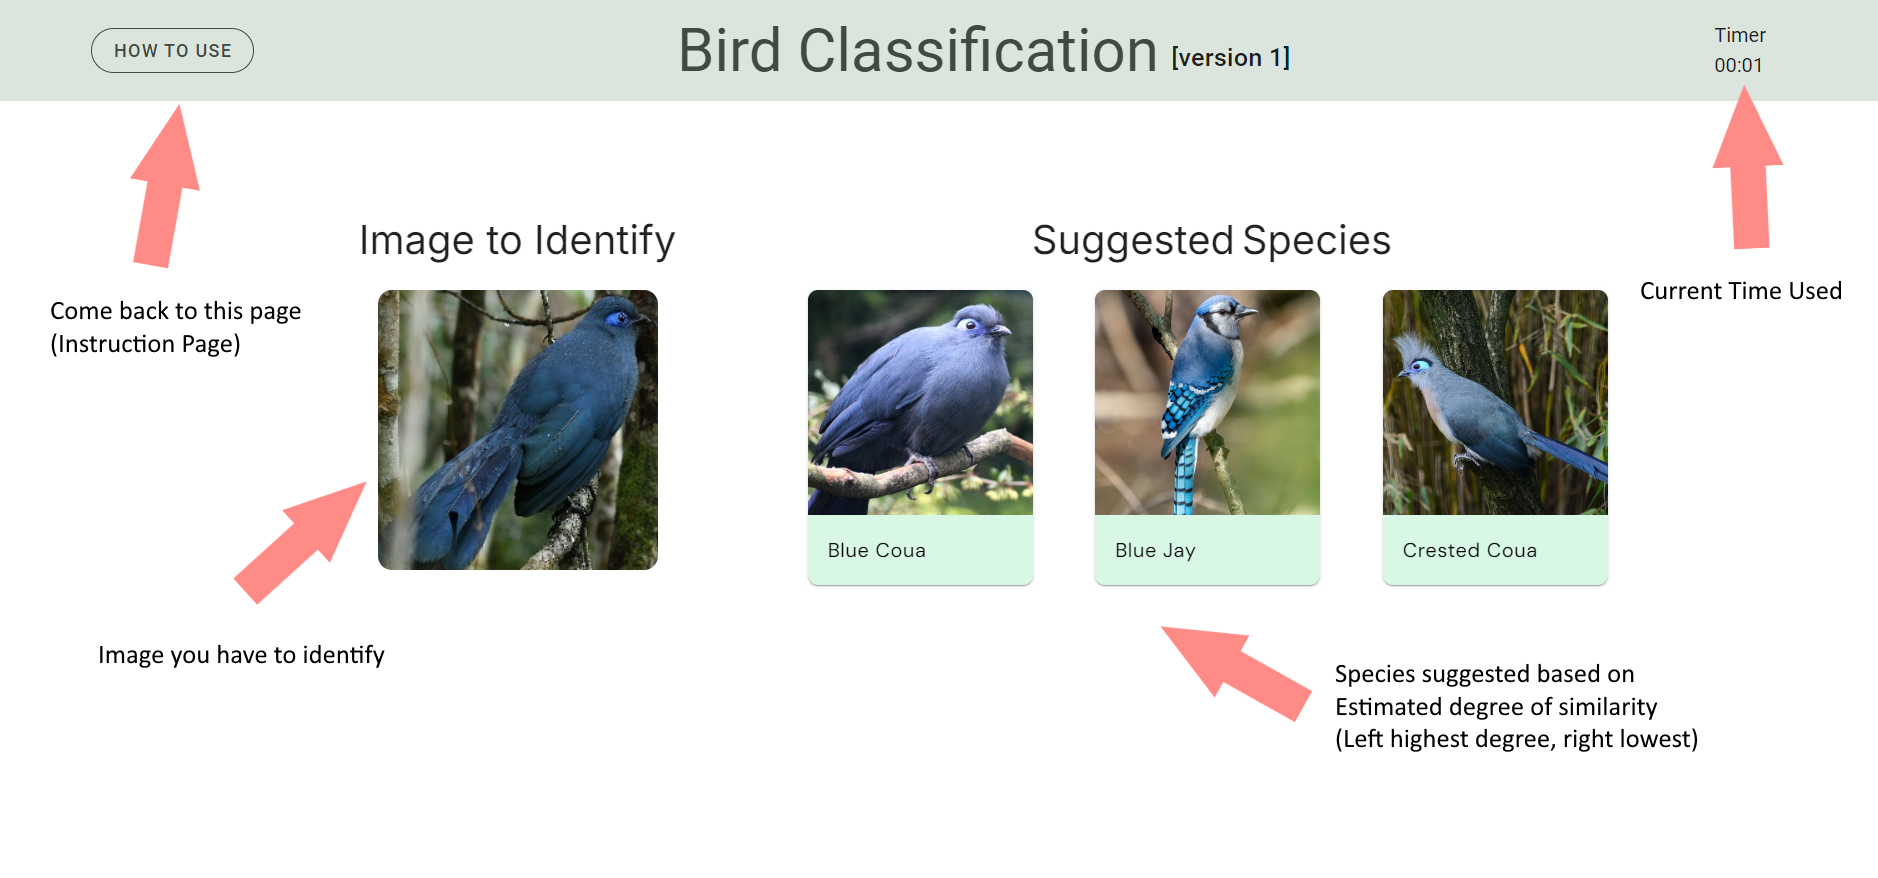 HOW TO USE
Bird Classification [version 1]
Timer
00:01
Image to Identify
Suggested Species
Come back to this page
(Instruction Page)
Current Time Used
Blue Coua
Blue Jay
Crested Coua
Image you have to identify
Species suggested based on
Estimated degree of similarity
(Left highest degree, right lowest)